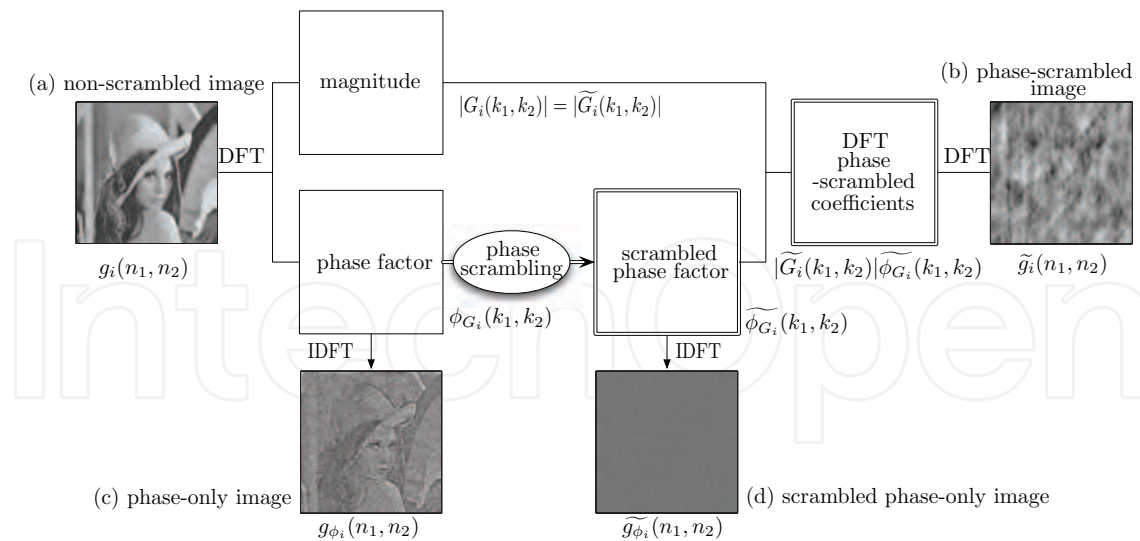 (a) non-scrambled image
DFT
g_i(n_1, n_2)
magnitude
|G_i(k_1, k_2)| = |\widetilde{G_i}(k_1, k_2)|
phase factor
\phi_{G_i}(k_1, k_2)
phase
scrambling
scrambled
phase factor
\widetilde{\phi_{G_i}}(k_1, k_2)
DFT
phase
-scrambled
coefficients
|\widetilde{G_i}(k_1, k_2)|\widetilde{\phi_{G_i}}(k_1, k_2)
DFT
(b) phase-scrambled
image
\widetilde{g_i}(n_1, n_2)
IDFT
(c) phase-only image
g_{\phi_i}(n_1, n_2)
IDFT
(d) scrambled phase-only image
\widetilde{g_{\phi_i}}(n_1, n_2)
IntechOpen